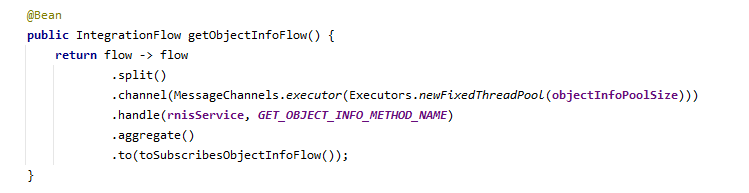 @Bean
public IntegrationFlow getObjectInfoFlow() {
    return flow -> flow
            .split()
            .channel(MessageChannels.executor(Executors.newFixedThreadPool(objectInfoPoolSize)))
            .handle(rnisService, GET_OBJECT_INFO_METHOD_NAME)
            .aggregate()
            .to(toSubscribesObjectInfoFlow());
}